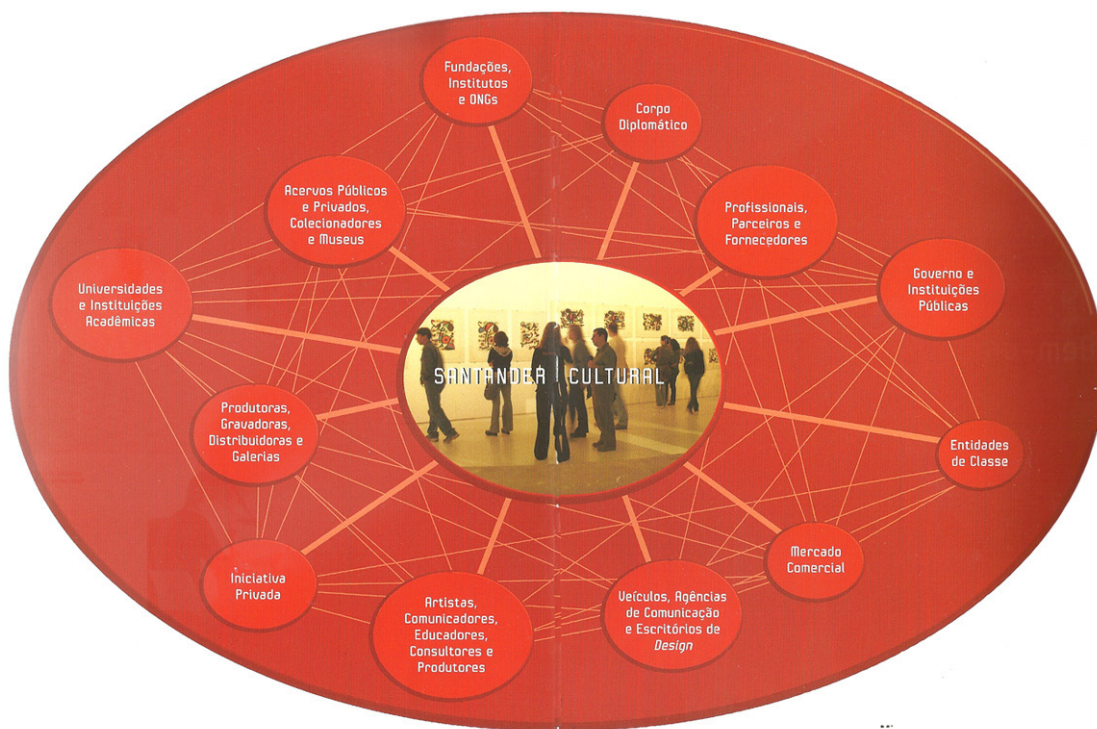 Fundações,
Institutos
e ONGs
Corpo
Diplomático
Acervos Públicos
e Privados,
Colecionadores
e Museus
Profissionais,
Parceiros e
Fornecedores
Universidades
e Instituições
Acadêmicas
Governo e
Instituições
Públicas
SANTANDER CULTURAL
Produtoras,
Gravadoras,
Distribuidoras e
Galerias
Entidades
de Classe
Iniciativa
Privada
Mercado
Comercial
Artistas,
Comunicadores,
Educadores,
Consultores e
Produtores
Veículos, Agências
de Comunicação
e Escritórios de
Design